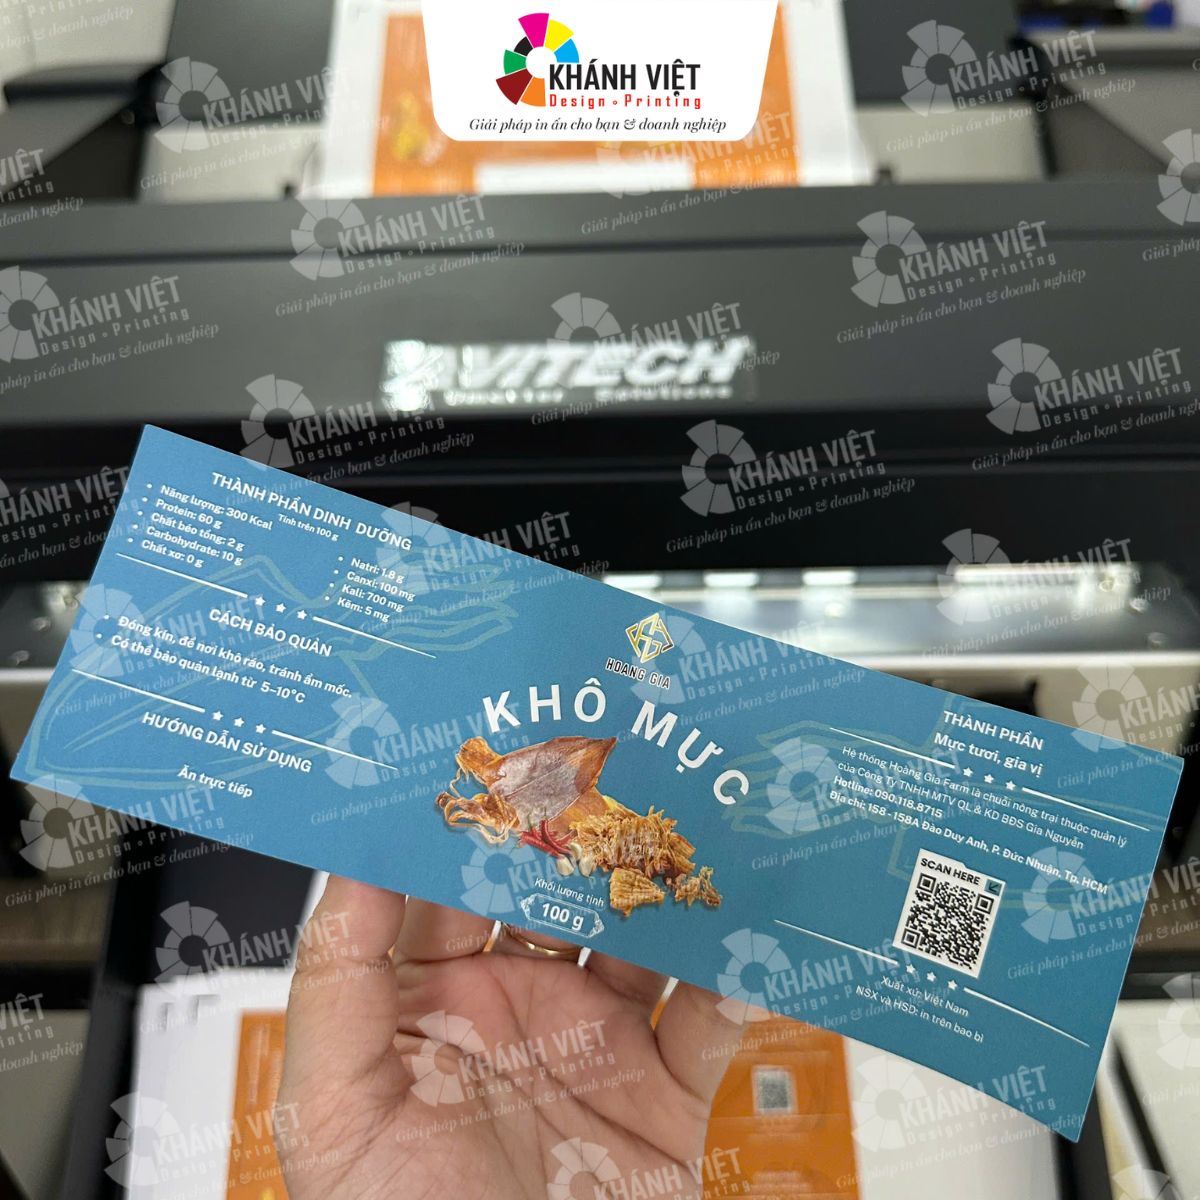 KHÁNH VIỆT
Design Printing
Giải pháp in ấn cho bạn & doanh nghiệp
AVITECH
THÀNH PHẦN DINH DƯỠNG
Tính trên 100 g
• Năng lượng: 300 Kcal
• Protein: 60 g
• Chất béo tổng: 2 g
• Carbohydrate: 10 g
• Chất xơ: 0 g
• Natri: 1.8 g
• Canxi: 100 mg
• Kali: 700 mg
• Kẽm: 5 mg
CÁCH BẢO QUẢN
• Đóng kín, để nơi khô ráo, tránh ẩm mốc.
• Có thể bảo quản lạnh từ 5–10°C
HƯỚNG DẪN SỬ DỤNG
Ăn trực tiếp
HOANG GIA
KHÔ MỰC
Khối lượng tịnh
100 g
THÀNH PHẦN
Mực tươi, gia vị
Hệ thống Hoàng Gia Farm là chuỗi nông trại thuộc quản lý
của Công Ty TNHH MTV QL & KD BĐS Gia Nguyễn
Hotline: 090.118.8715
Địa chỉ: 158 - 158A Đào Duy Anh, P, Đức Nhuận, Tp. HCM
SCAN HERE
Xuất xứ: Việt Nam
NSX và HSD: in trên bao bì